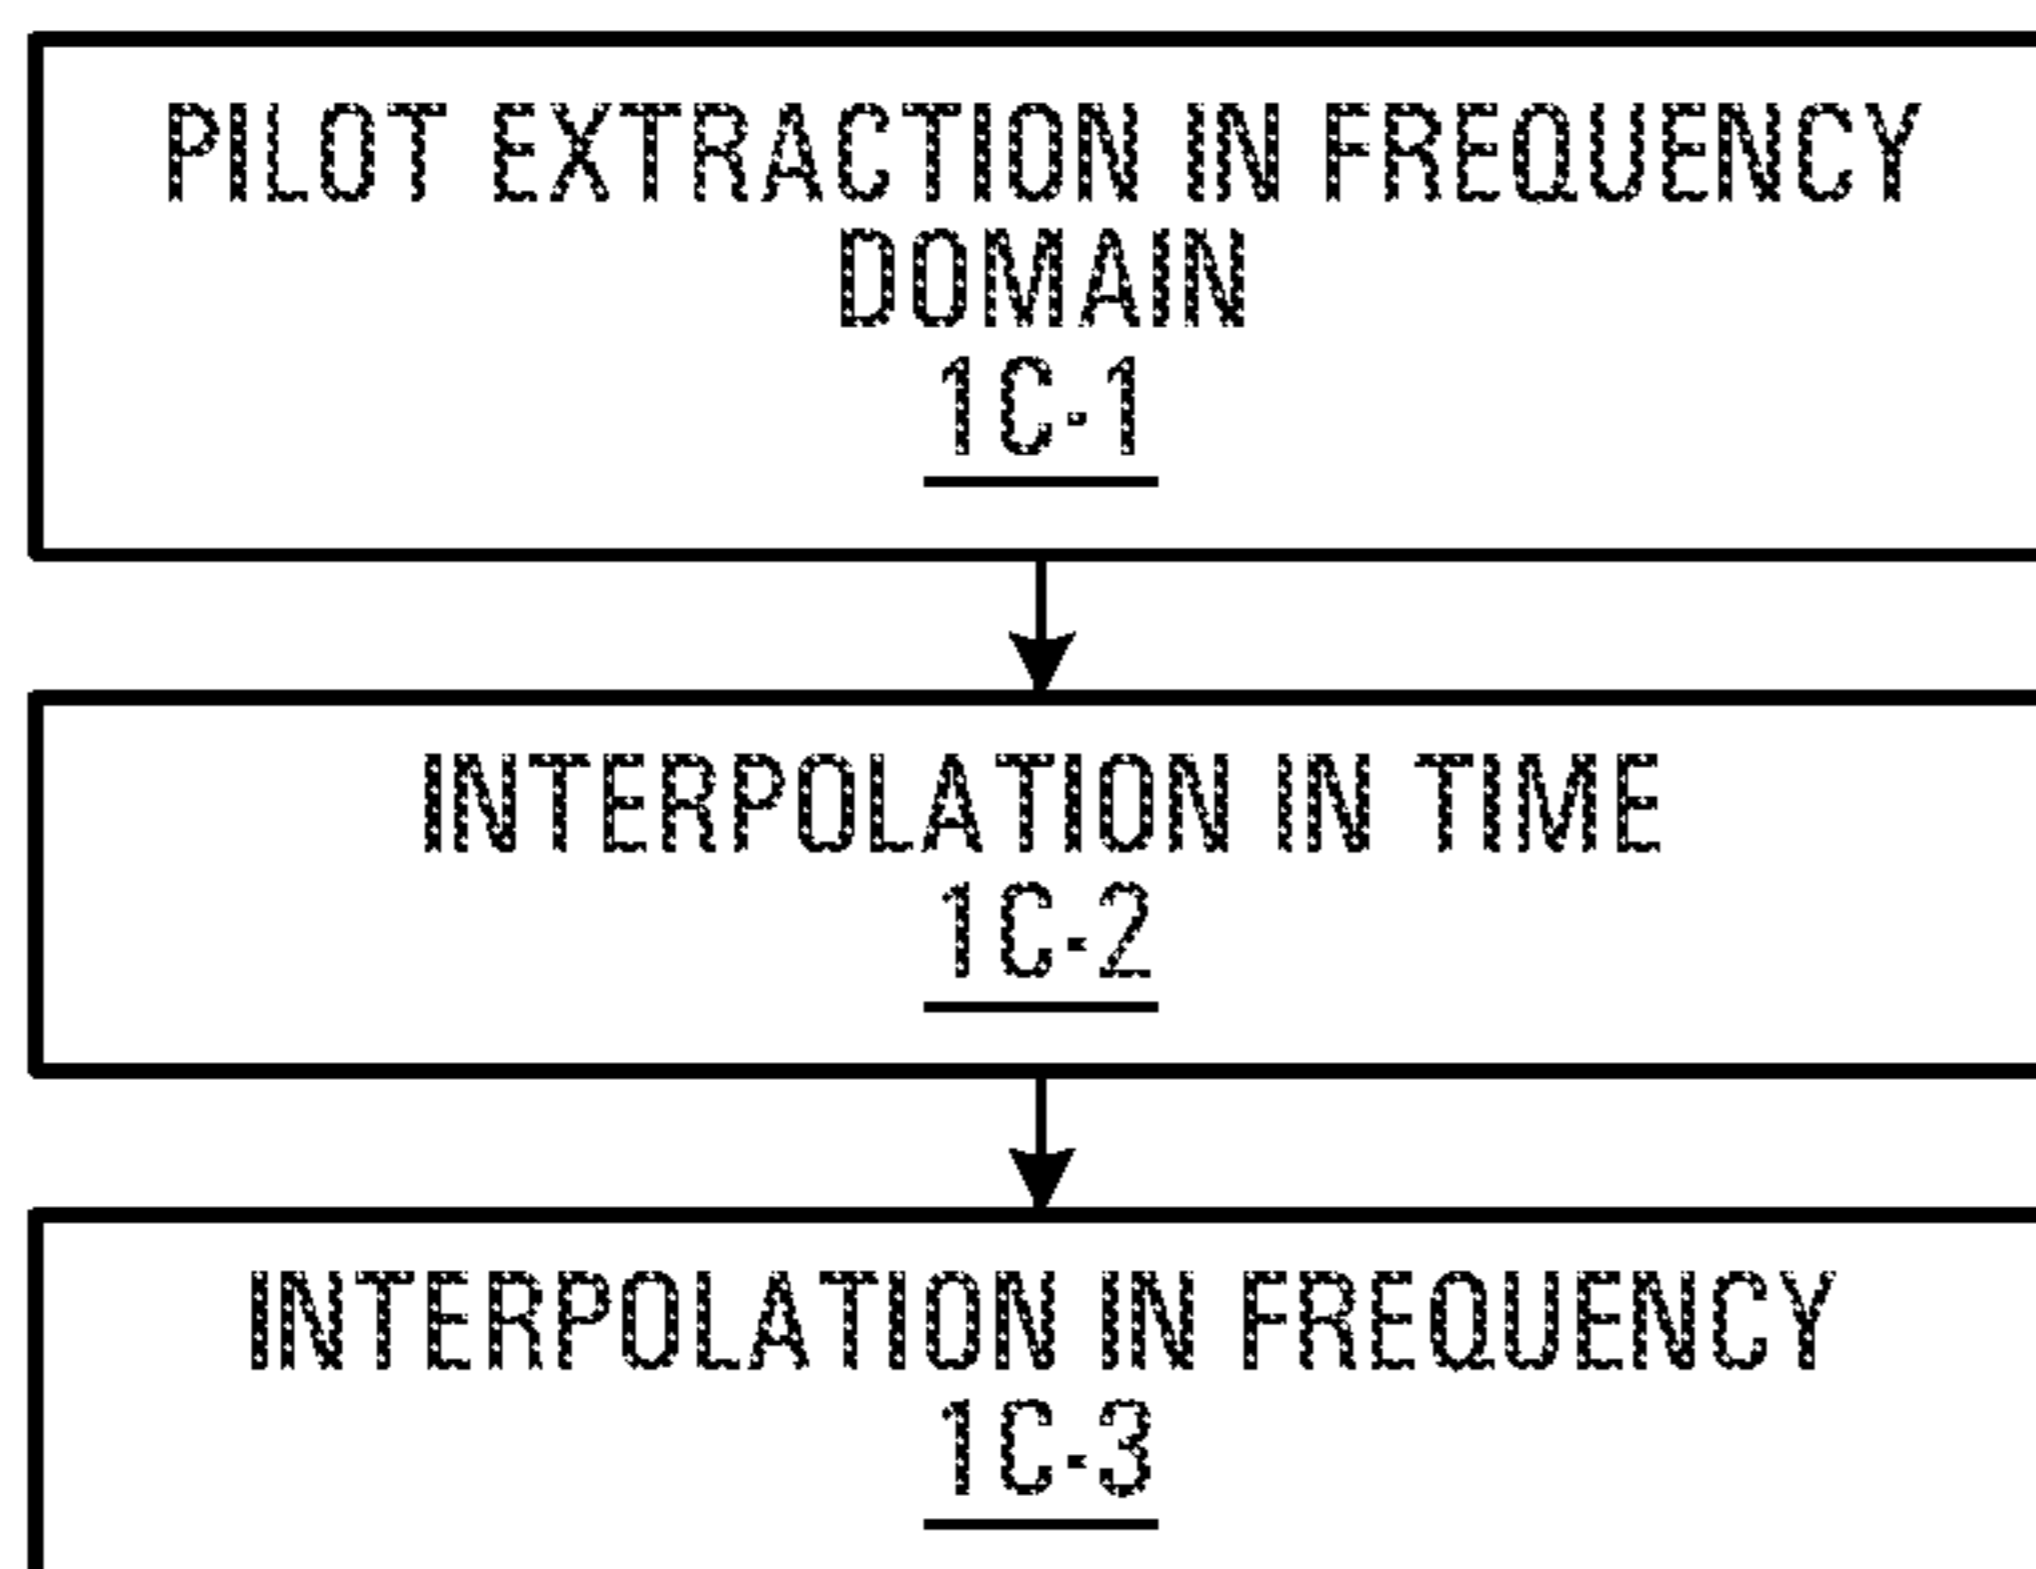 PILOT EXTRACTION IN FREQUENCY
DOMAIN
1C-1
INTERPOLATION IN TIME
1C-2
INTERPOLATION IN FREQUENCY
1C-3